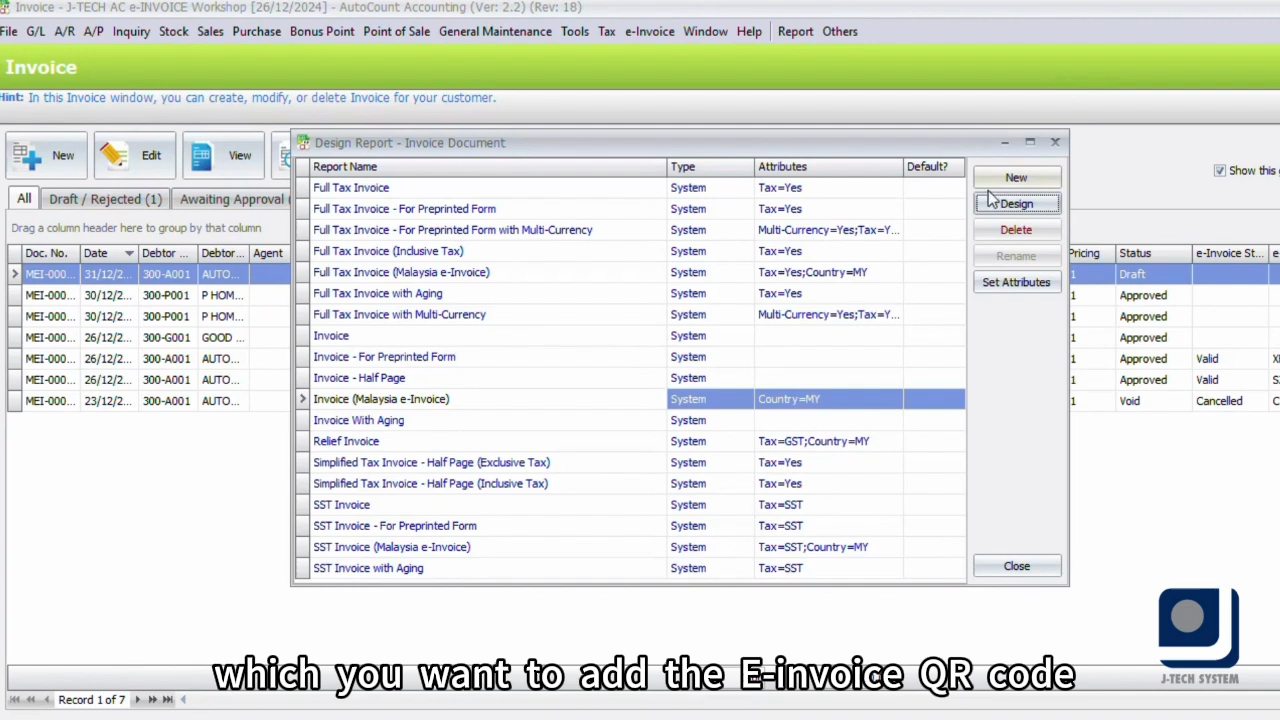 Invoice - J-TECH AC e-INVOICE Workshop [26/12/2024] - AutoCount Accounting (Ver: 2.2) (Rev: 18)
File G/L A/R A/P Inquiry Stock Sales Purchase Bonus Point Point of Sale General Maintenance Tools Tax e-Invoice Window Help Report Others
Invoice
Hint: In this Invoice window, you can create, modify, or delete Invoice for your customer.
New Edit View
Show this
All Draft / Rejected (1) Awaiting Approval (
Drag a column header here to group by that column
Doc. No. Date Debtor ... Debtor... Agent Pricing Status e-Invoice St... e
MEI-000... 31/12/2... 300-A001 AUTO... 1 Draft
MEI-000... 30/12/2... 300-P001 P HOM... 1 Approved
MEI-000... 30/12/2... 300-P001 P HOM... 1 Approved
MEI-000... 26/12/2... 300-G001 GOOD ... 1 Approved
MEI-000... 26/12/2... 300-A001 AUTO... 1 Approved Valid
MEI-000... 26/12/2... 300-A001 AUTO... 1 Approved Valid
MEI-000... 23/12/2... 300-A001 AUTO... 1 Void Cancelled
Design Report - Invoice Document
Report Name Type Attributes Default?
Full Tax Invoice System Tax=Yes
Full Tax Invoice - For Preprinted Form System Tax=Yes
Full Tax Invoice - For Preprinted Form with Multi-Currency System Multi-Currency=Yes;Tax=Y...
Full Tax Invoice (Inclusive Tax) System Tax=Yes
Full Tax Invoice (Malaysia e-Invoice) System Tax=Yes;Country=MY
Full Tax Invoice with Aging System Tax=Yes
Full Tax Invoice with Multi-Currency System Multi-Currency=Yes;Tax=Y...
Invoice System
Invoice - For Preprinted Form System
Invoice - Half Page System
Invoice (Malaysia e-Invoice) System Country=MY
Invoice With Aging System
Relief Invoice System Tax=GST;Country=MY
Simplified Tax Invoice - Half Page (Exclusive Tax) System Tax=Yes
Simplified Tax Invoice - Half Page (Inclusive Tax) System Tax=Yes
SST Invoice System Tax=SST
SST Invoice - For Preprinted Form System Tax=SST
SST Invoice (Malaysia e-Invoice) System Tax=SST;Country=MY
SST Invoice with Aging System Tax=SST
New
Design
Delete
Rename
Set Attributes
Close
which you want to add the E-invoice QR code
J-TECH SYSTEM
Record 1 of 7